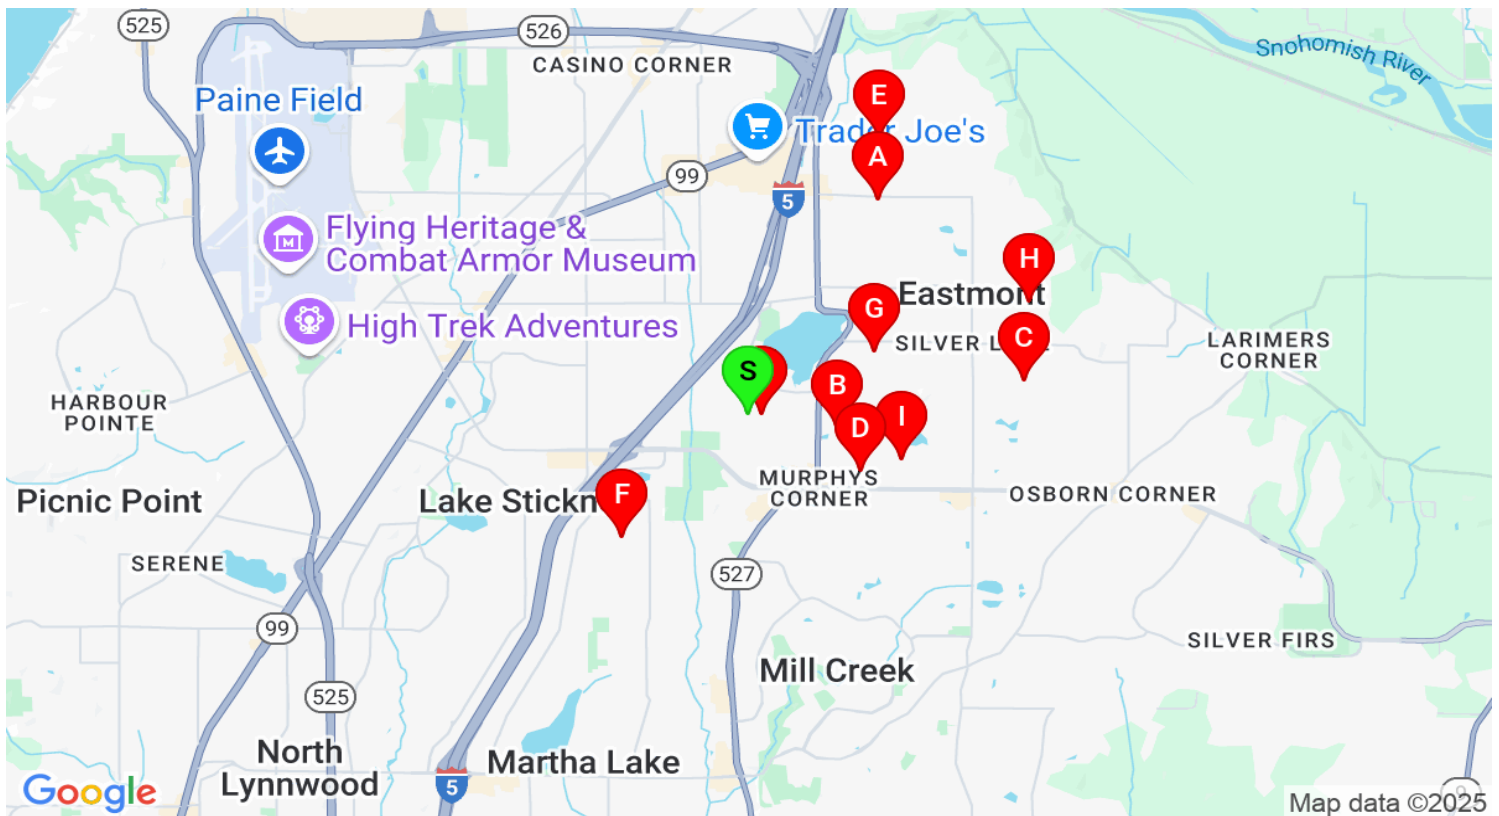 525
526
CASINO CORNER
Snohomish River
Paine Field
E
Trader Joe's
A
99
5
Flying Heritage &
Combat Armor Museum
H
Eastmont
G
High Trek Adventures
SILVER
C
LARIMERS
CORNER
S
B
HARBOUR
POINTE
I
D
MURPHYS
CORNER
F
Picnic Point
Lake Stickn
OSBORN CORNER
SERENE
527
99
SILVER FIRS
Mill Creek
525
North
Lynnwood
Martha Lake
5
Google
9
Map data ©2025